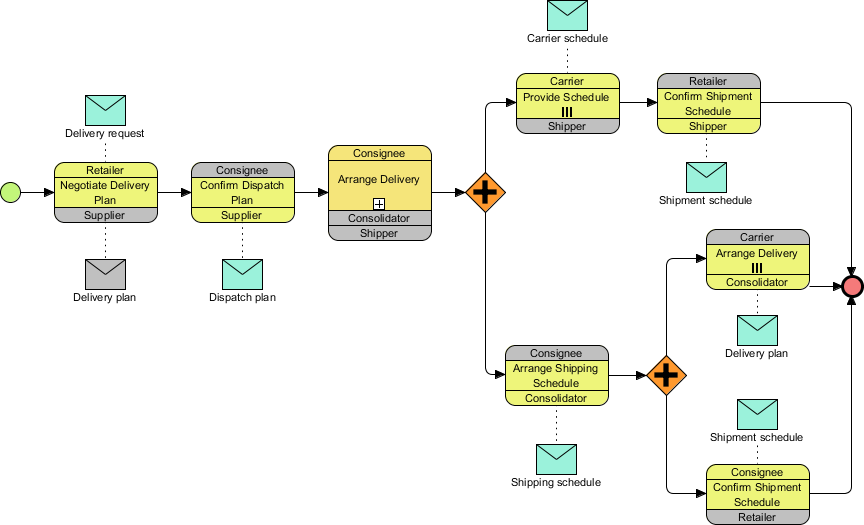 Delivery request
Retailer
Negotiate Delivery
Plan
Supplier
Delivery plan
Consignee
Confirm Dispatch
Plan
Supplier
Dispatch plan
Consignee
Arrange Delivery
Consolidator
Shipper
Carrier schedule
Carrier
Provide Schedule
Shipper
Retailer
Confirm Shipment
Schedule
Shipper
Shipment schedule
Consignee
Arrange Shipping
Schedule
Consolidator
Shipping schedule
Carrier
Arrange Delivery
Consolidator
Delivery plan
Shipment schedule
Consignee
Confirm Shipment
Schedule
Retailer